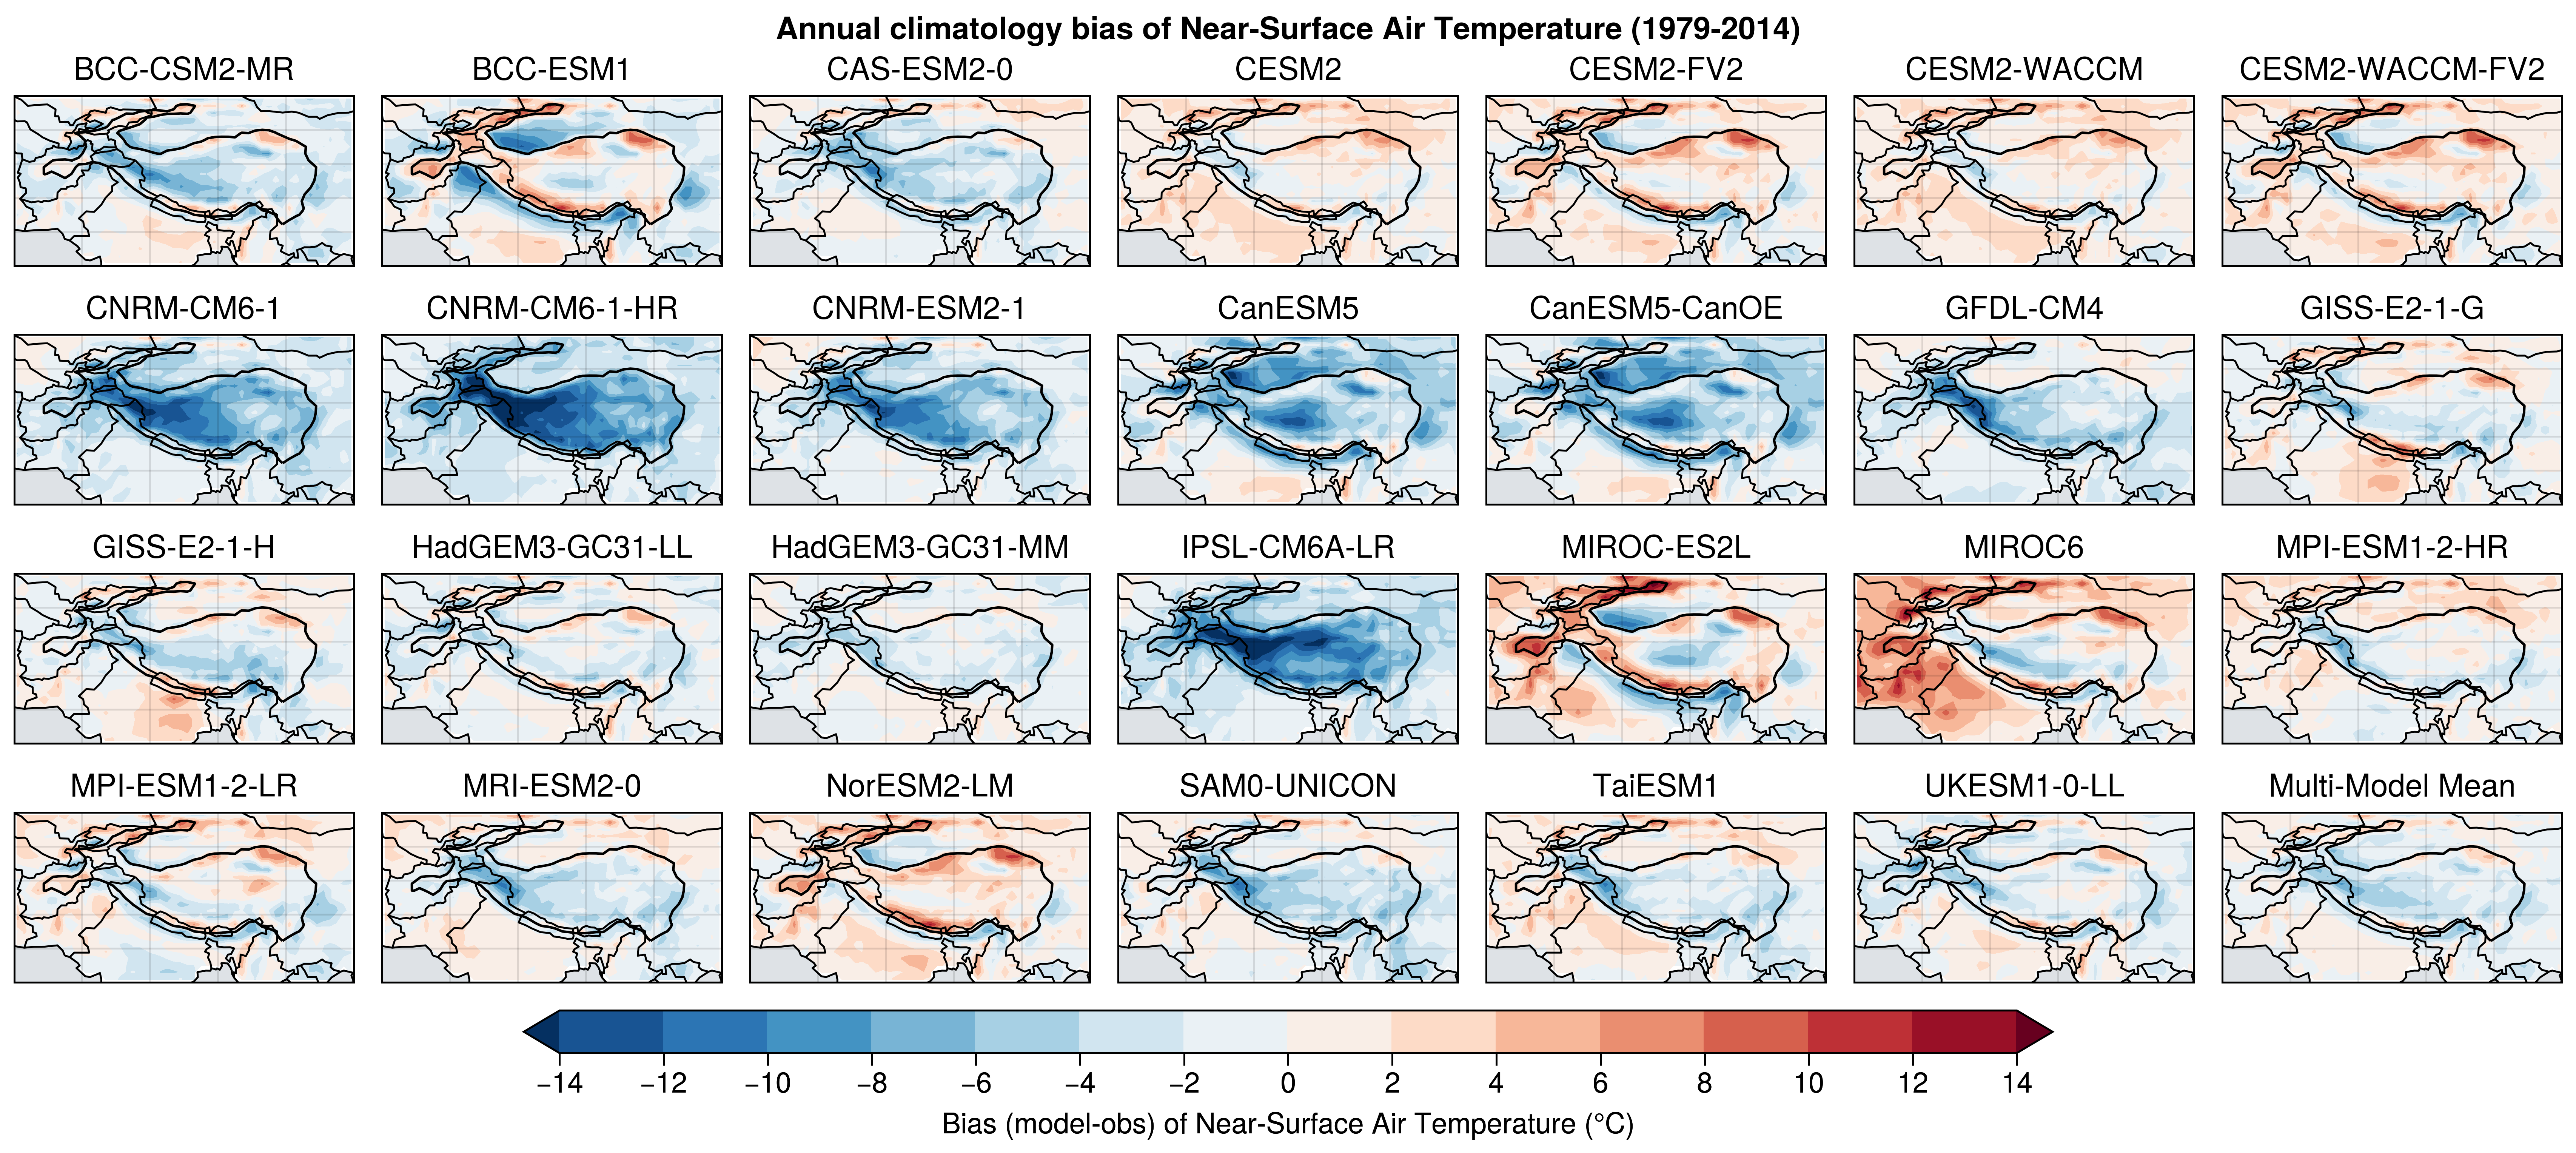 Annual climatology bias of Near-Surface Air Temperature (1979-2014)
BCC-CSM2-MR
BCC-ESM1
CAS-ESM2-0
CESM2
CESM2-FV2
CESM2-WACCM
CESM2-WACCM-FV2
CNRM-CM6-1
CNRM-CM6-1-HR
CNRM-ESM2-1
CanESM5
CanESM5-CanOE
GFDL-CM4
GISS-E2-1-G
GISS-E2-1-H
HadGEM3-GC31-LL
HadGEM3-GC31-MM
IPSL-CM6A-LR
MIROC-ES2L
MIROC6
MPI-ESM1-2-HR
MPI-ESM1-2-LR
MRI-ESM2-0
NorESM2-LM
SAM0-UNICON
TaiESM1
UKESM1-0-LL
Multi-Model Mean
−14 −12 −10 −8 −6 −4 −2 0 2 4 6 8 10 12 14
Bias (model-obs) of Near-Surface Air Temperature (°C)